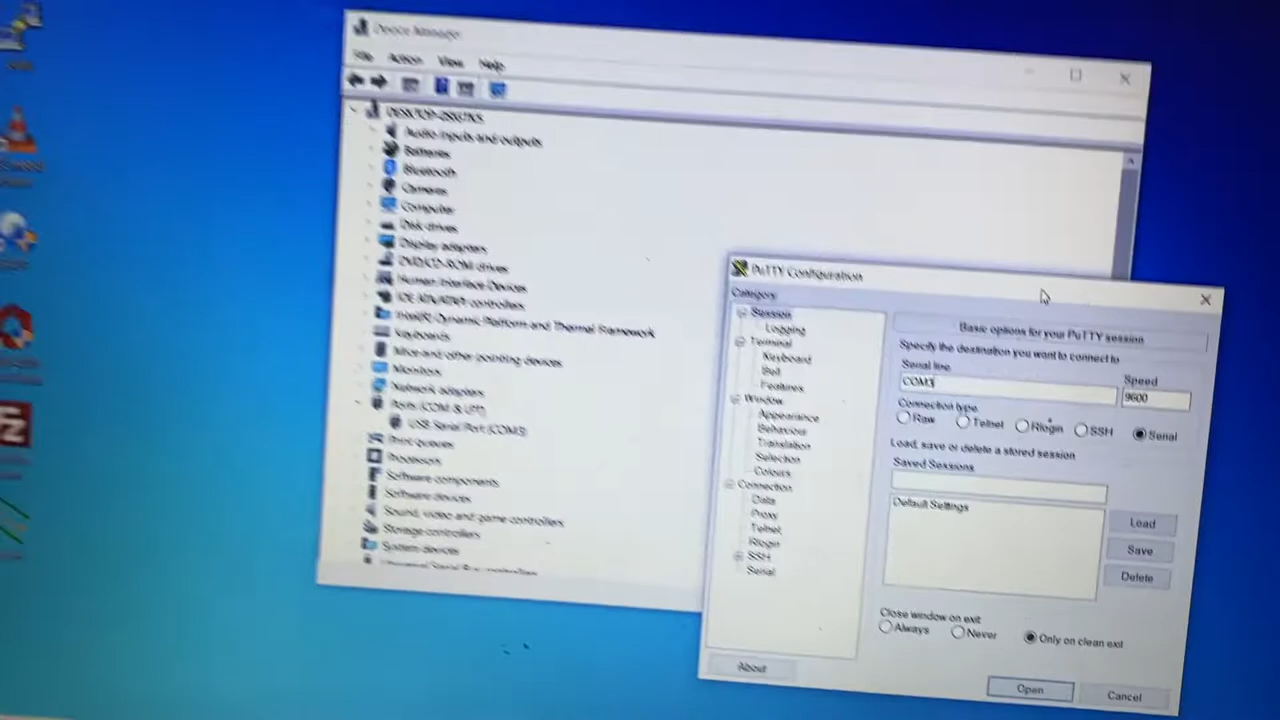 Device Manager
File Action View Help
Audio inputs and outputs
Batteries
Bluetooth
Cameras
Computer
Disk drives
Display adapters
DVD/CD-ROM drives
Human Interface Devices
IDE ATA/ATAPI controllers
Intel(R) Dynamic Platform and Thermal Framework
Keyboards
Mice and other pointing devices
Monitors
Network adapters
Ports (COM & LPT)
USB Serial Port (COM3)
Print queues
Processors
Software components
Software devices
Sound, video and game controllers
Storage controllers
System devices
Universal Serial Bus controllers
PuTTY Configuration
Category:
Session
Logging
Terminal
Keyboard
Bell
Features
Window
Appearance
Behaviour
Translation
Selection
Colours
Connection
Data
Proxy
Telnet
Rlogin
SSH
Serial
Basic options for your PuTTY session
Specify the destination you want to connect to
Serial line Speed
COM3 9600
Connection type:
Raw Telnet Rlogin SSH Serial
Load, save or delete a stored session
Saved Sessions
Default Settings
Load
Save
Delete
Close window on exit
Always Never Only on clean exit
About Open Cancel